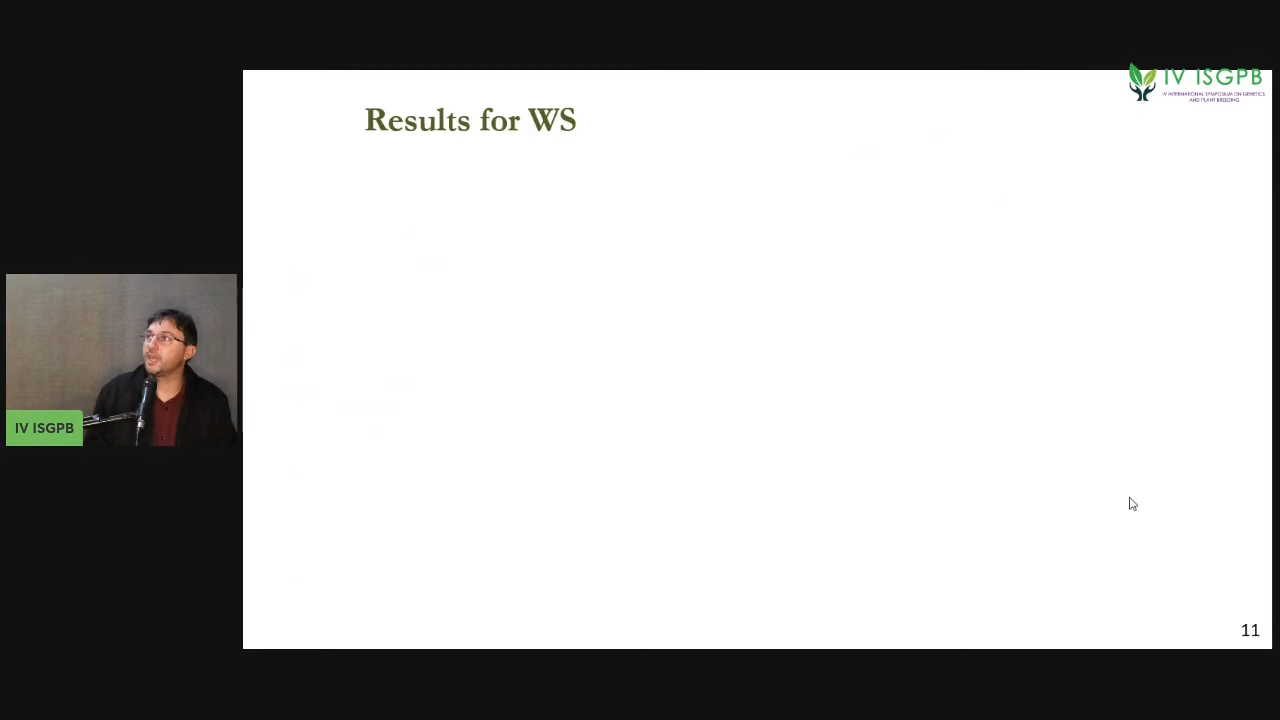 IV ISGPB
IV INTERNATIONAL SYMPOSIUM ON GENETICS
AND PLANT BREEDING
Results for WS
IV ISGPB
11